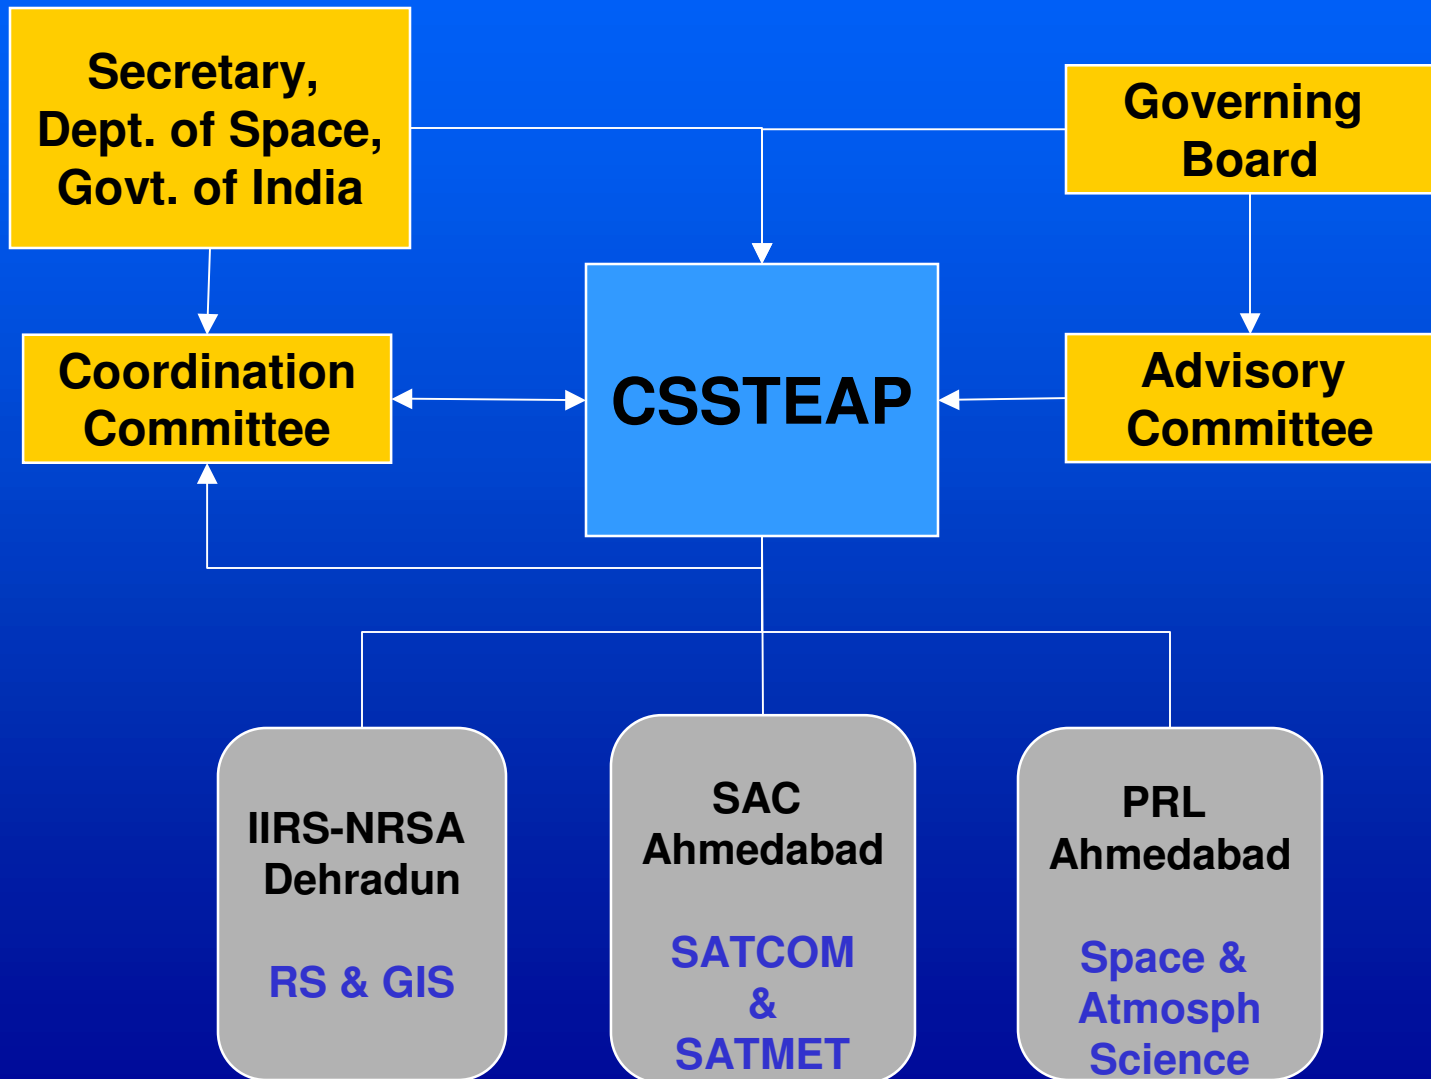 Secretary,
Dept. of Space,
Govt. of India
Governing
Board
Coordination
Committee
CSSTEAP
Advisory
Committee
IIRS-NRSA
Dehradun
RS & GIS
SAC
Ahmedabad
SATCOM
&
SATMET
PRL
Ahmedabad
Space &
Atmosph
Science